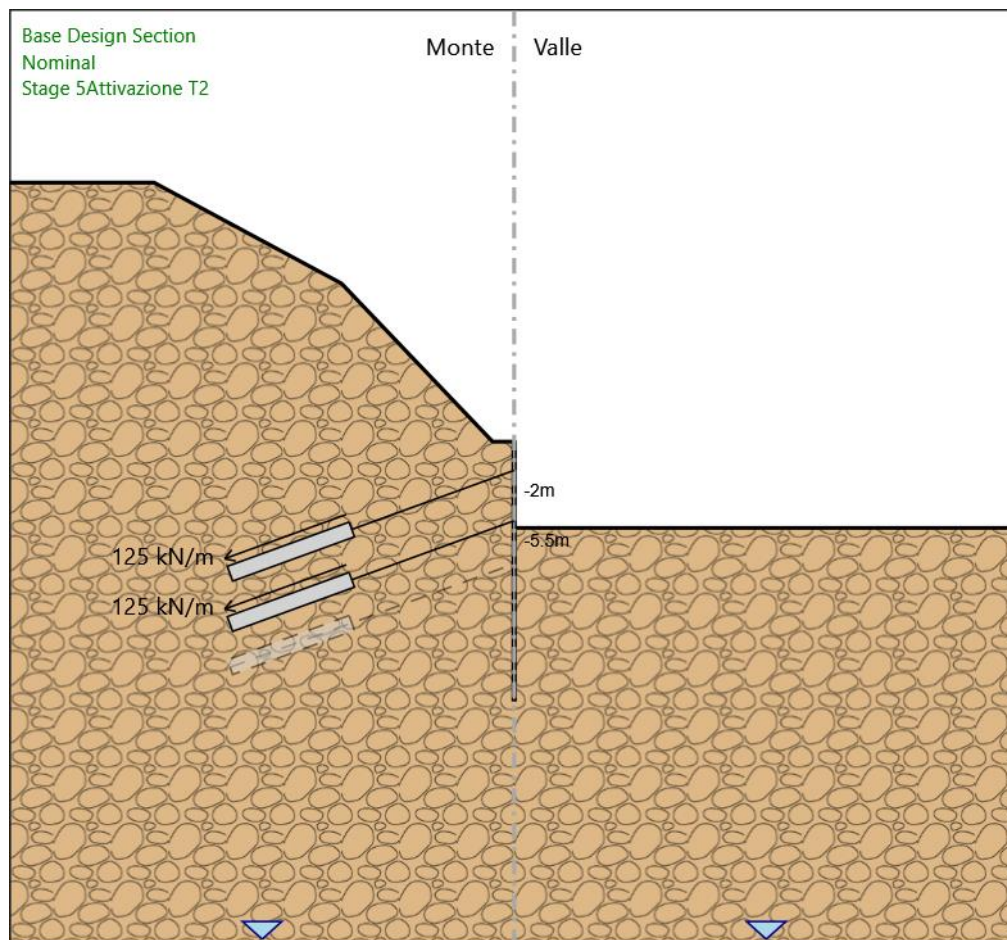 Base Design Section
Nominal
Stage 5Attivazione T2
Monte
Valle
-2m
-5.5m
125 kN/m
125 kN/m